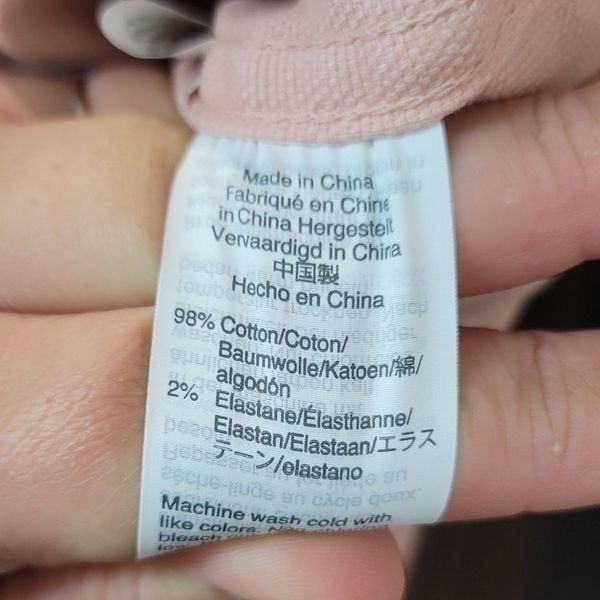 Made in China
Fabriqué en Chine
in China Hergestellt
Vervaardigd in China
中国製
Hecho en China
98% Cotton/Coton/
Baumwolle/Katoen/綿/
algodón
2% Elastane/Élasthanne/
Elastan/Elastaan/エラス
テーン/elastano
Machine wash cold with
like colors.
bleach